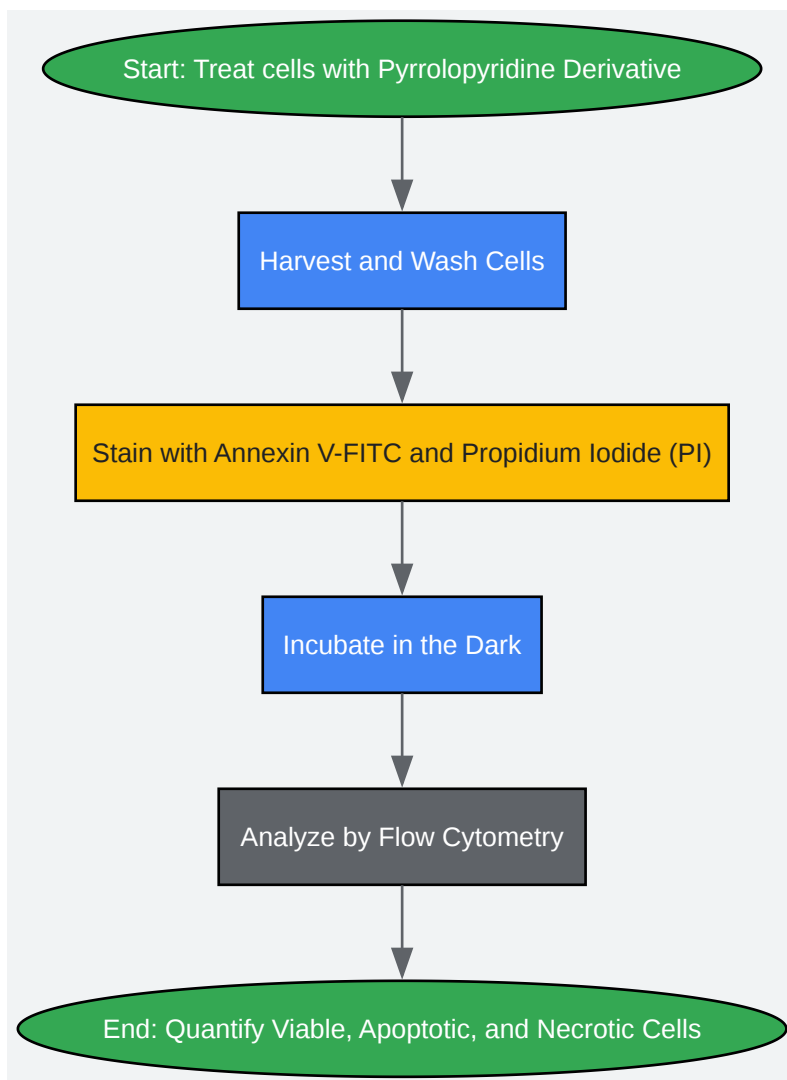 Start: Treat cells with Pyrrolopyridine Derivative
Harvest and Wash Cells
Stain with Annexin V-FITC and Propidium Iodide (PI)
Incubate in the Dark
Analyze by Flow Cytometry
End: Quantify Viable, Apoptotic, and Necrotic Cells